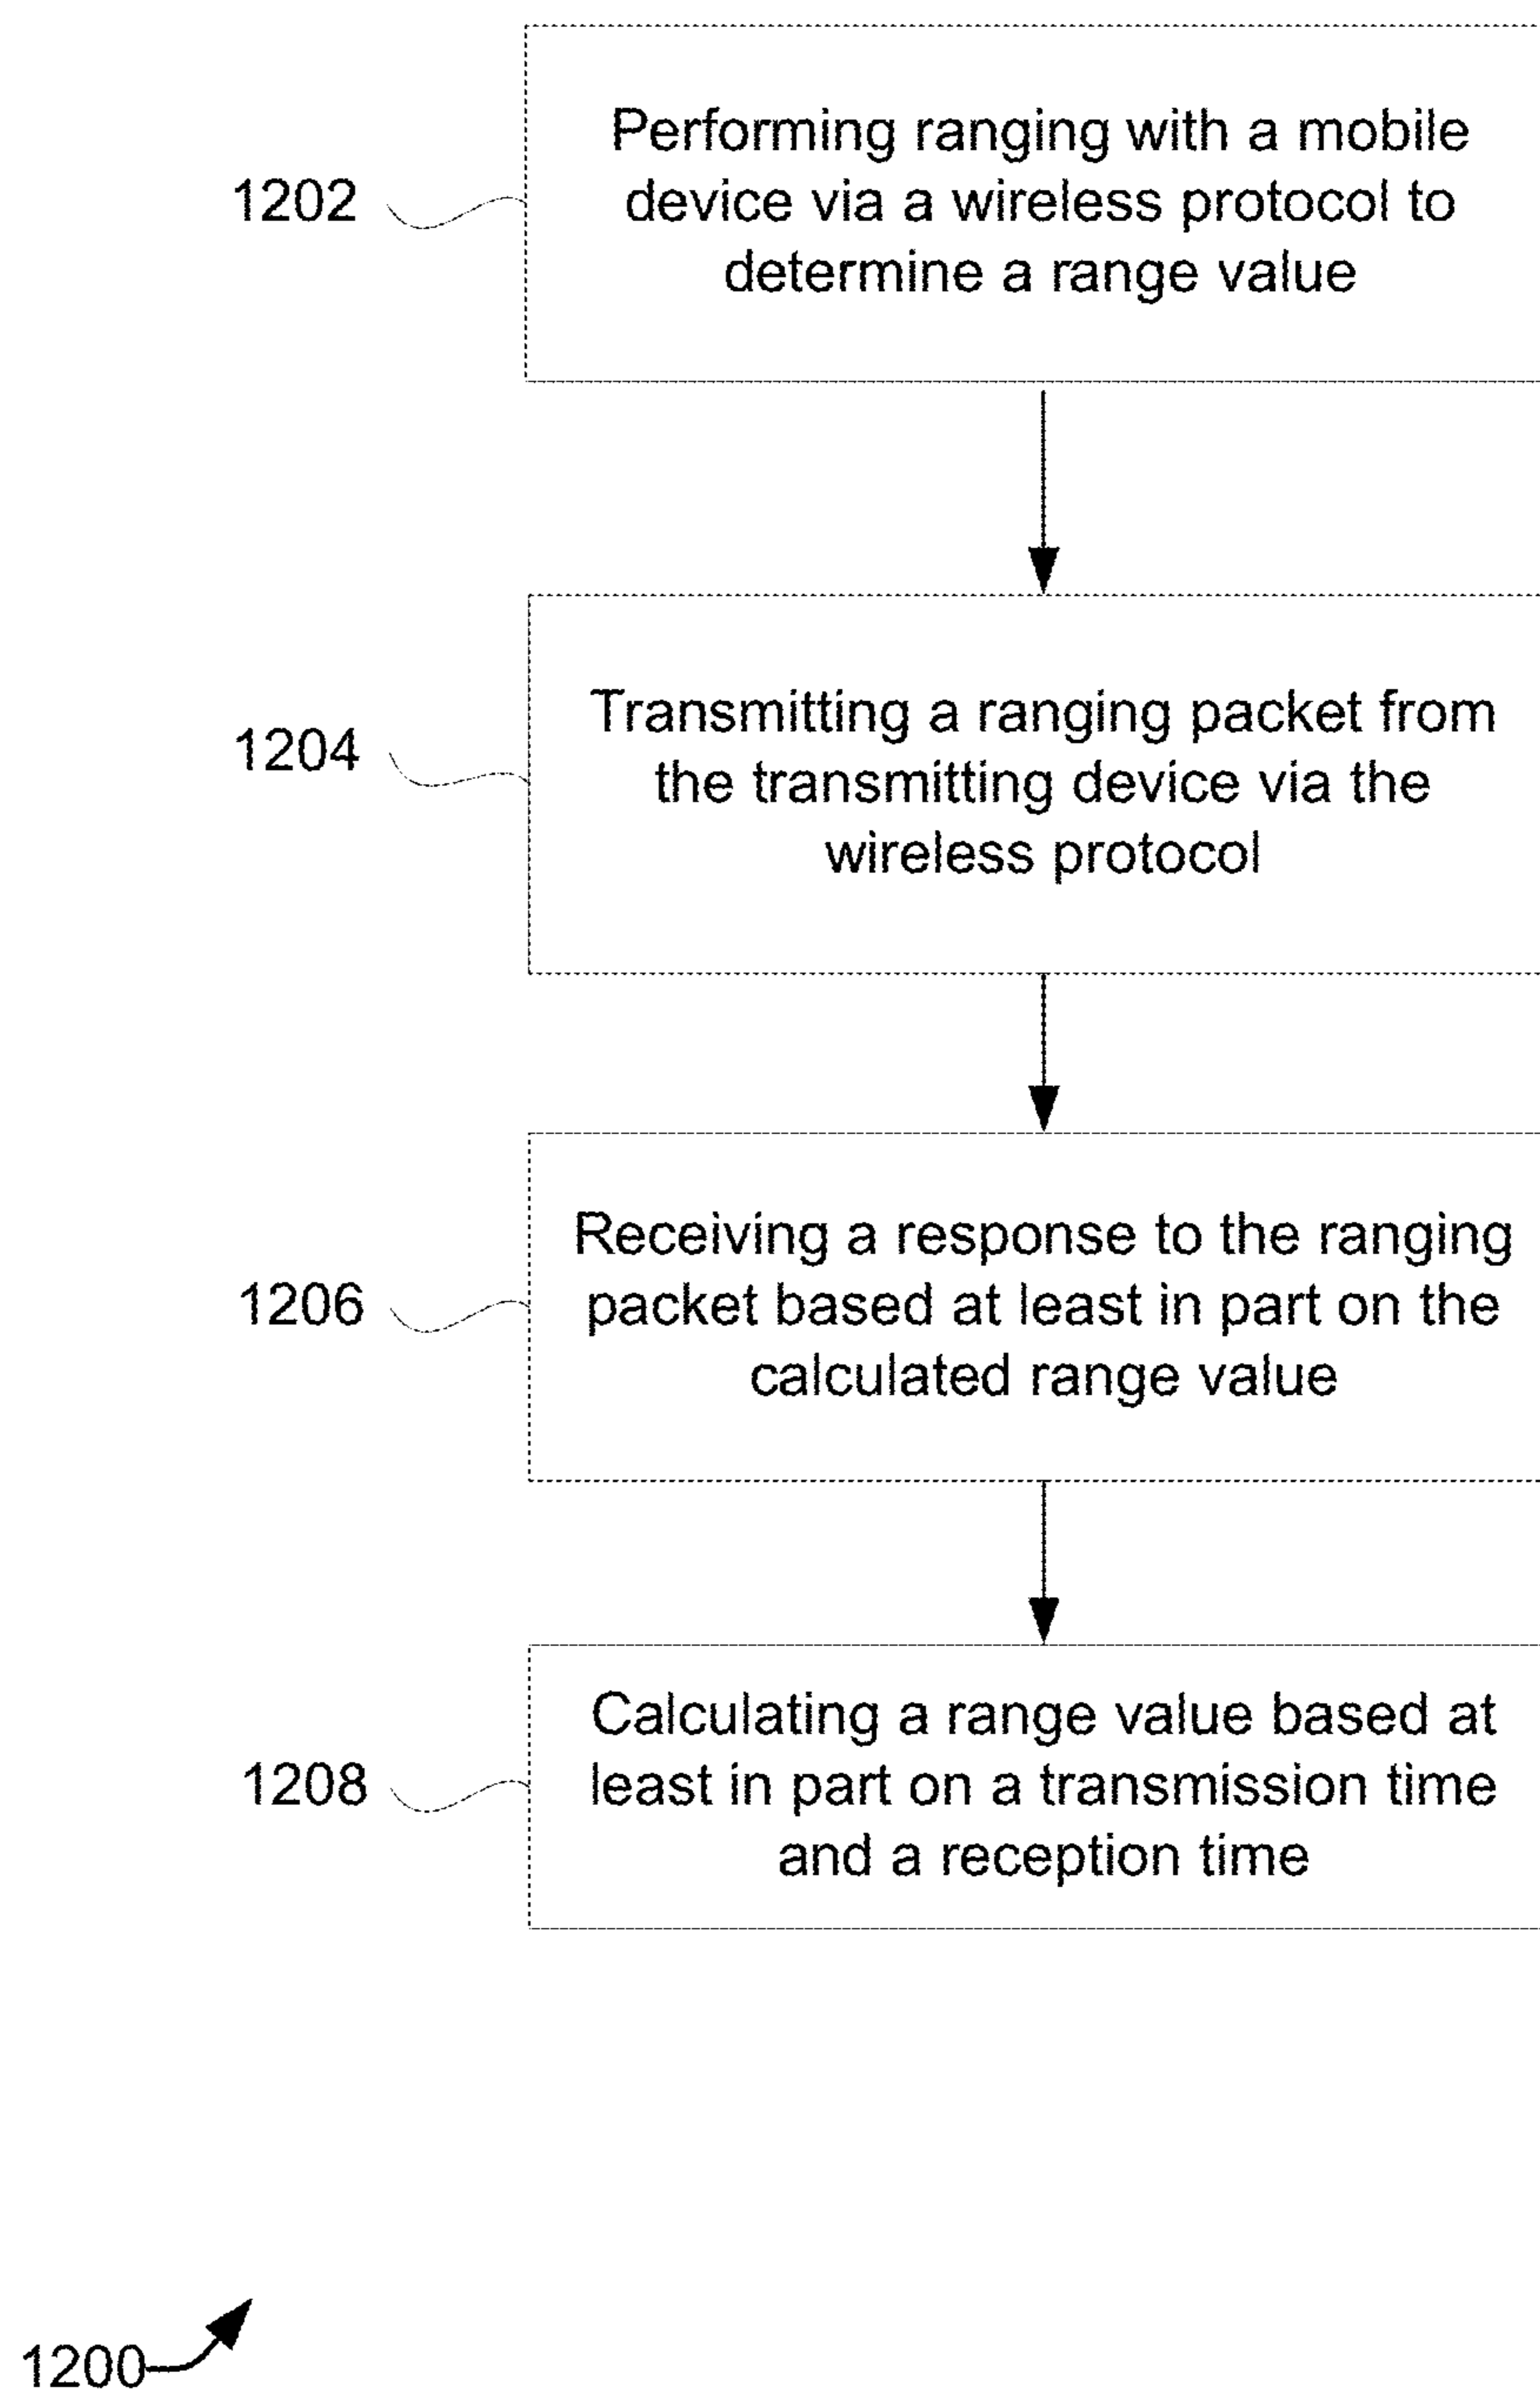 Performing ranging with a mobile
1202
device via a wireless protocol to
determine a range value
Transmitting a ranging packet from
1204
the transmitting device via the
wireless protocol
Receiving a response to the ranging
1206
packet based at least in part on the
calculated range value
Calculating a range value based at
1208
least in part on a transmission time
and a reception time
1200